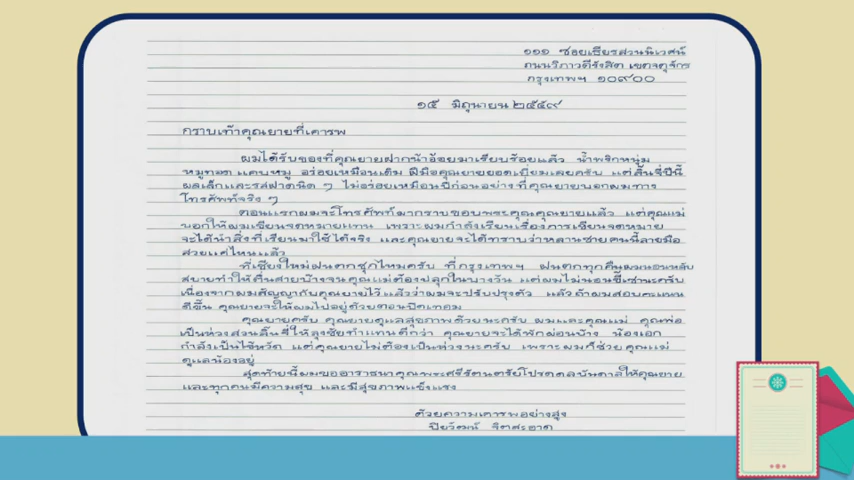 ๑๑๑ ซอยเธียรสวนนิเวศน์
ถนนวิภาวดีรังสิต เขตจตุจักร
กรุงเทพฯ ๑๐๙๐๐
๑๕ มิถุนายน ๒๕๕๙
กราบเท้าคุณยายที่เคารพ
ผมได้รับของที่คุณยายฝากน้าอ้อยมาเรียบร้อยแล้ว น้ำพริกหนุ่ม
หมูทอด แคบหมู อร่อยเหมือนเดิม ฝีมือคุณยายยอดเยี่ยมเลยครับ แต่ลิ้นจี่ปีนี้
ผลเล็กและรสฝาดนิด ๆ ไม่อร่อยเหมือนปีก่อนอย่างที่คุณยายบอกผมทาง
โทรศัพท์จริง ๆ
ตอนแรกผมจะโทรศัพท์มากราบขอบพระคุณคุณยายแล้ว แต่คุณแม่
บอกให้ผมเขียนจดหมายแทน เพราะผมกำลังเรียนเรื่องการเขียนจดหมาย
จะได้นำสิ่งที่เรียนมาใช้ได้จริง และคุณยายจะได้ทราบว่าหลานชายคนนี้ลายมือ
สวยแค่ไหนแล้ว
ที่เชียงใหม่ฝนตกชุกไหมครับ ที่กรุงเทพฯ ฝนตกทุกคืนผมนอนหลับ
สบายทำให้ตื่นสายบ้างจนคุณแม่ต้องปลุกในบางวัน แต่ผมไม่นอนขี้เซานะครับ
เนื่องจากผมสัญญากับคุณยายไว้แล้วว่าผมจะปรับปรุงตัว แล้วถ้าผมสอบคะแนน
ดีขึ้น คุณยายจะให้ผมไปอยู่ด้วยตอนปิดเทอม
คุณยายครับ คุณยายดูแลสุขภาพด้วยนะครับ ผมและคุณแม่ คุณพ่อ
เป็นห่วงสวนลิ้นจี่ให้ลุงชัยทำแทนดีกว่า คุณยายจะได้พักผ่อนบ้าง น้องเอก
กำลังเป็นไข้หวัด แต่คุณยายไม่ต้องเป็นห่วงนะครับ เพราะผมก็ช่วยคุณแม่
ดูแลน้องอยู่
สุดท้ายนี้ผมขออาราธนาคุณพระศรีรัตนตรัยโปรดดลบันดาลให้คุณยาย
และทุกคนมีความสุข และมีสุขภาพแข็งแรง
ด้วยความเคารพอย่างสูง
ปิยวัฒน์ จิตสะอาด